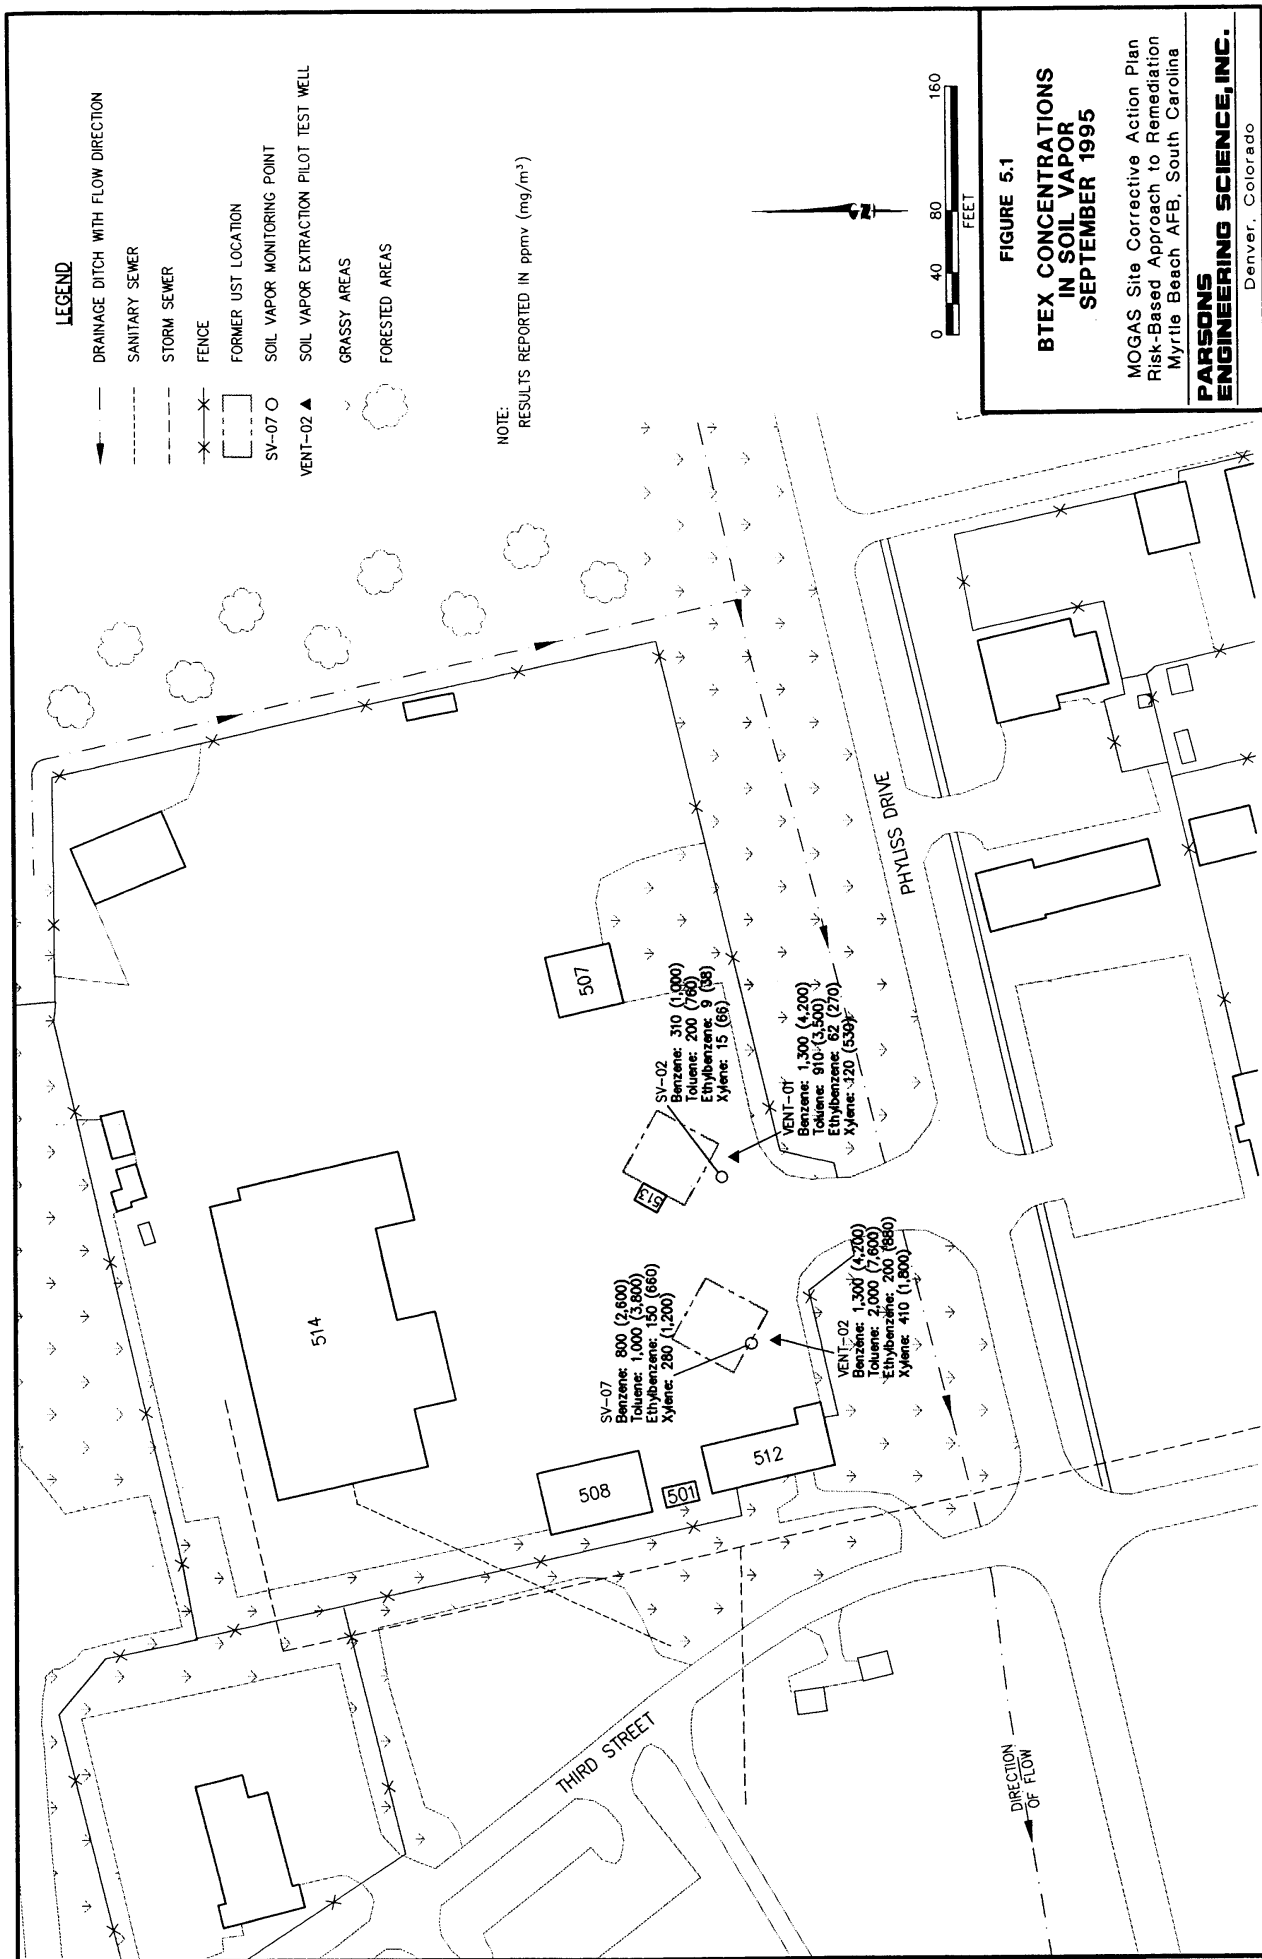 LEGEND
DRAINAGE DITCH WITH FLOW DIRECTION
SANITARY SEWER
STORM SEWER
FENCE
FORMER UST LOCATION
SV-07 SOIL VAPOR MONITORING POINT
VENT-02 SOIL VAPOR EXTRACTION PILOT TEST WELL
GRASSY AREAS
FORESTED AREAS
NOTE:
RESULTS REPORTED IN ppmv (mg/m³)
514
507
513
508
501
512
SV-02
Benzene: 310 (1,000)
Toluene: 200 (760)
Ethylbenzene: 9 (38)
Xylene: 15 (66)
VENT-01
Benzene: 1,300 (4,200)
Toluene: 910 (3,500)
Ethylbenzene: 62 (270)
Xylene: 120 (530)
SV-07
Benzene: 800 (2,600)
Toluene: 1,000 (3,800)
Ethylbenzene: 150 (660)
Xylene: 280 (1,200)
VENT-02
Benzene: 1,300 (4,200)
Toluene: 2,000 (7,600)
Ethylbenzene: 200 (880)
Xylene: 410 (1,800)
PHYLISS DRIVE
THIRD STREET
DIRECTION
OF FLOW
N
0 40 80 160
FEET
FIGURE 5.1
BTEX CONCENTRATIONS
IN SOIL VAPOR
SEPTEMBER 1995
MOGAS Site Corrective Action Plan
Risk-Based Approach to Remediation
Myrtle Beach AFB, South Carolina
PARSONS
ENGINEERING SCIENCE, INC.
Denver, Colorado